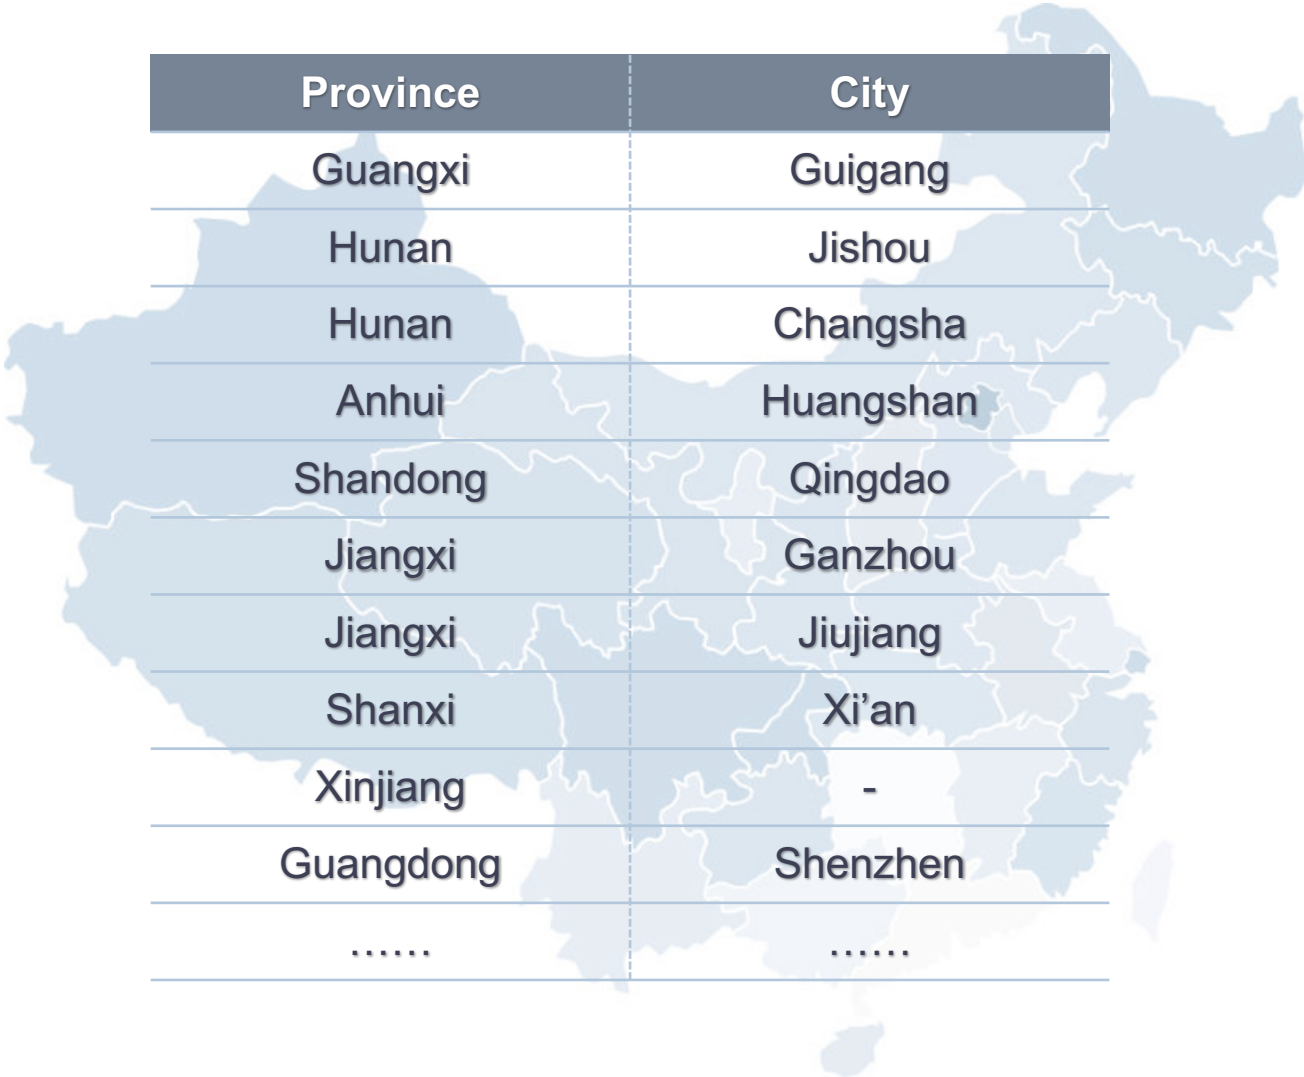 Province City
Guangxi Guigang
Hunan Jishou
Hunan Changsha
Anhui Huangshan
Shandong Qingdao
Jiangxi Ganzhou
Jiangxi Jiujiang
Shanxi Xi’an
Xinjiang -
Guangdong Shenzhen
…… ……